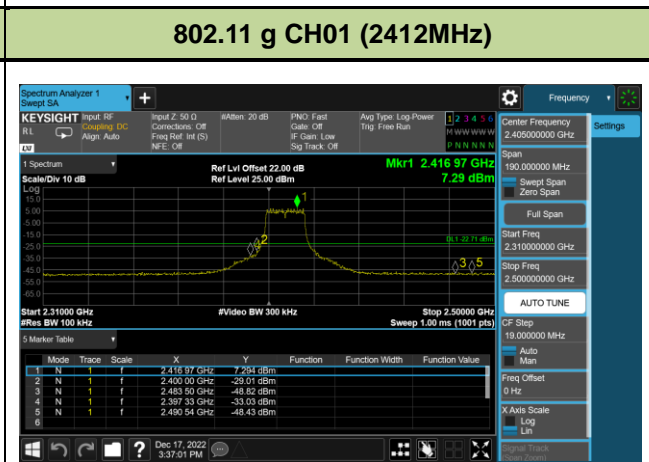 802.11 g CH01 (2412MHz)
Spectrum Analyzer 1
Swept SA
+
Frequency
KEYSIGHT
RL
Input: RF
Coupling: DC
Align: Auto
Input Z: 50 Ω
Corrections: Off
Freq Ref: Int (S)
NFE: Off
#Atten: 20 dB
PNO: Fast
Gate: Off
IF Gain: Low
Sig Track: Off
Avg Type: Log-Power
Trig: Free Run
1 2 3 4 5 6
M W W W W W
P N N N N N
Center Frequency
2.405000000 GHz
Settings
Span
190.000000 MHz
Swept Span
Zero Span
Full Span
Start Freq
2.310000000 GHz
Stop Freq
2.500000000 GHz
AUTO TUNE
CF Step
19.000000 MHz
Auto
Man
Freq Offset
0 Hz
X Axis Scale
Log
Lin
Signal Track
(Span Zoom)
1 Spectrum
Scale/Div 10 dB
Ref Lvl Offset 22.00 dB
Ref Level 25.00 dBm
Mkr1 2.416 97 GHz
7.29 dBm
Log
15.0
5.00
-5.00
-15.0
-25.0
-35.0
-45.0
-55.0
-65.0
1
2
3
5
DL1 -22.71 dBm
Start 2.31000 GHz
#Res BW 100 kHz
#Video BW 300 kHz
Stop 2.50000 GHz
Sweep 1.00 ms (1001 pts)
5 Marker Table
Mode Trace Scale X Y Function Function Width Function Value
1 N 1 f 2.416 97 GHz 7.294 dBm
2 N 1 f 2.400 00 GHz -29.01 dBm
3 N 1 f 2.483 50 GHz -48.82 dBm
4 N 1 f 2.397 33 GHz -33.03 dBm
5 N 1 f 2.490 54 GHz -48.43 dBm
6
?
Dec 17, 2022
3:37:01 PM